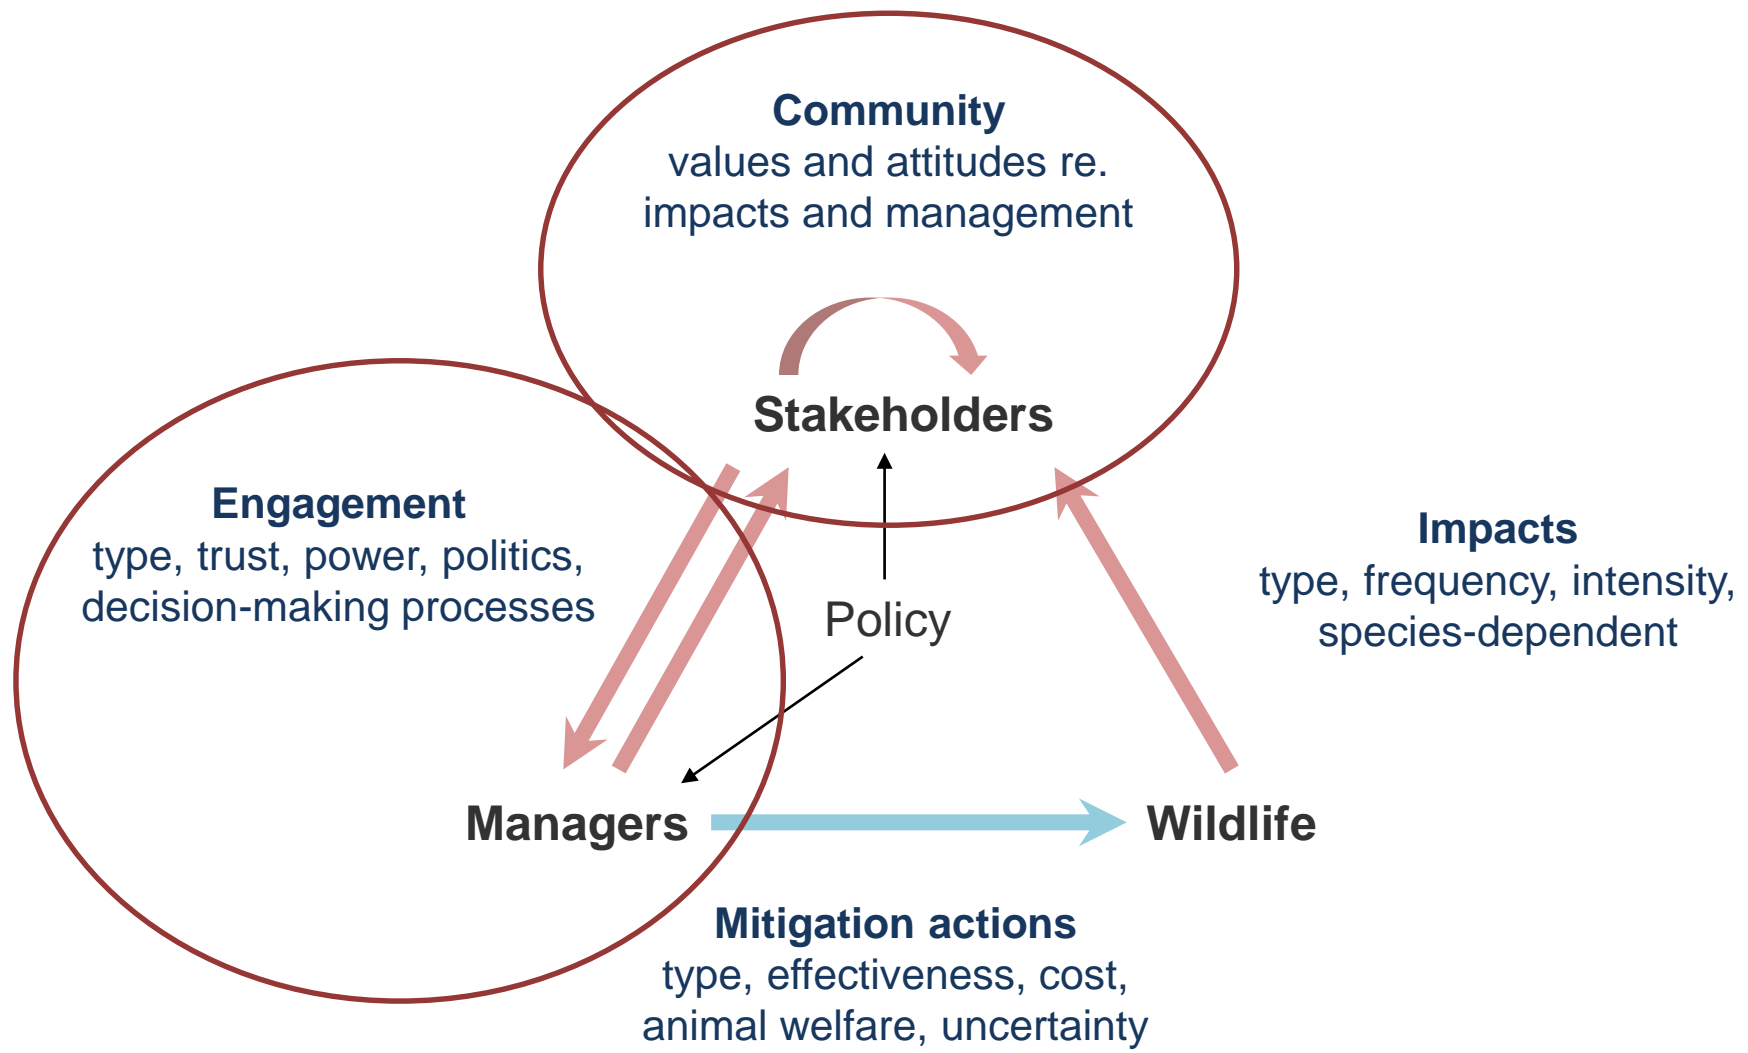 Community
values and attitudes re.
impacts and management
Stakeholders
Engagement
type, trust, power, politics,
decision-making processes
Impacts
type, frequency, intensity,
species-dependent
Policy
Managers
Wildlife
Mitigation actions
type, effectiveness, cost,
animal welfare, uncertainty